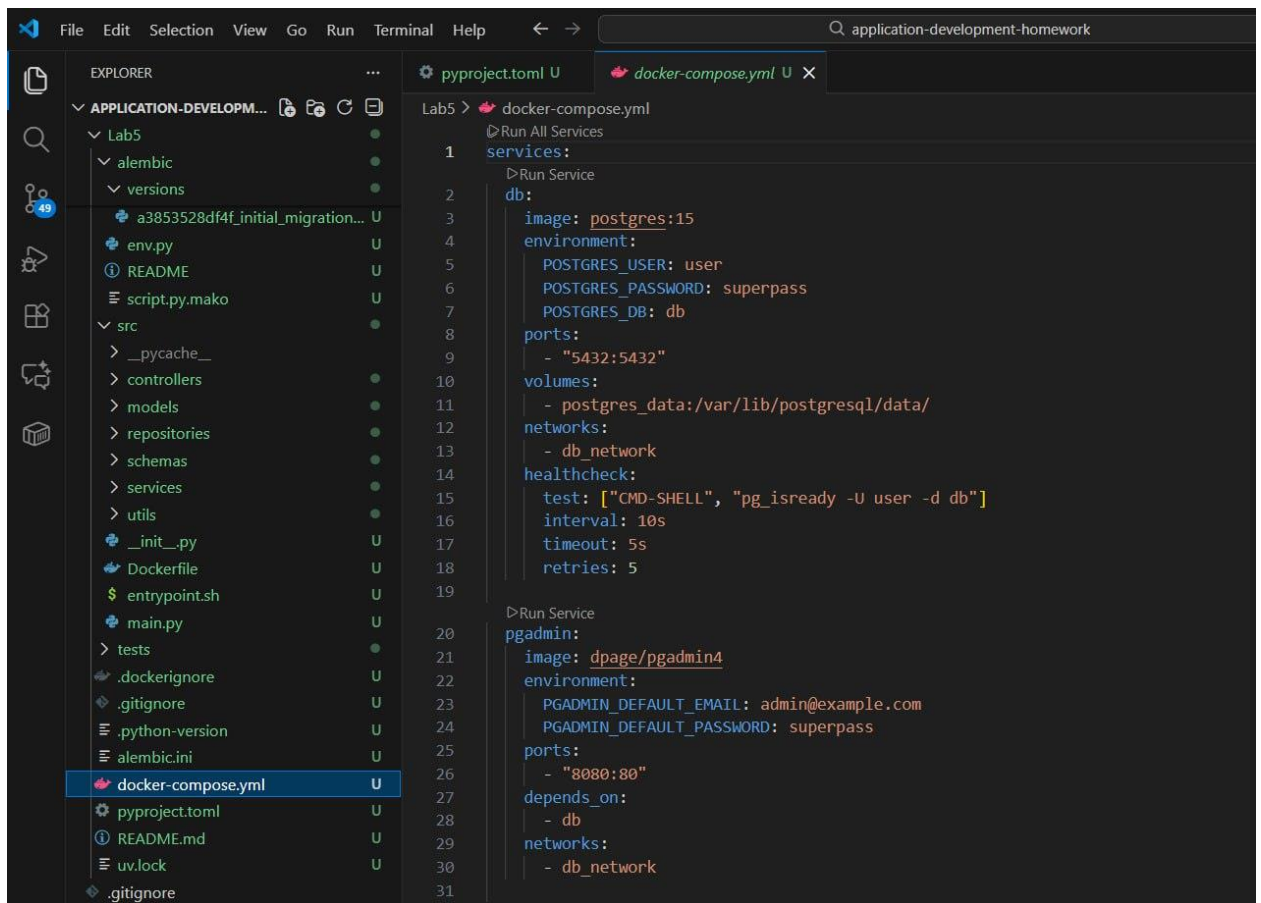 File Edit Selection View Go Run Terminal Help
application-development-homework
EXPLORER
APPLICATION-DEVELOPM...
Lab5
alembic
versions
a3853528df4f_initial_migration... U
env.py U
README U
script.py.mako U
src
__pycache__
controllers
models
repositories
schemas
services
utils
__init__.py U
Dockerfile U
entrypoint.sh U
main.py U
tests
.dockerignore U
.gitignore U
.python-version U
alembic.ini U
docker-compose.yml U
pyproject.toml U
README.md U
uv.lock U
.gitignore
49
pyproject.toml U
docker-compose.yml U
Lab5 > docker-compose.yml
Run All Services
1 services:
Run Service
2 db:
3 image: postgres:15
4 environment:
5 POSTGRES_USER: user
6 POSTGRES_PASSWORD: superpass
7 POSTGRES_DB: db
8 ports:
9 - "5432:5432"
10 volumes:
11 - postgres_data:/var/lib/postgresql/data/
12 networks:
13 - db_network
14 healthcheck:
15 test: ["CMD-SHELL", "pg_isready -U user -d db"]
16 interval: 10s
17 timeout: 5s
18 retries: 5
19
Run Service
20 pgadmin:
21 image: dpage/pgadmin4
22 environment:
23 PGADMIN_DEFAULT_EMAIL: admin@example.com
24 PGADMIN_DEFAULT_PASSWORD: superpass
25 ports:
26 - "8080:80"
27 depends_on:
28 - db
29 networks:
30 - db_network
31